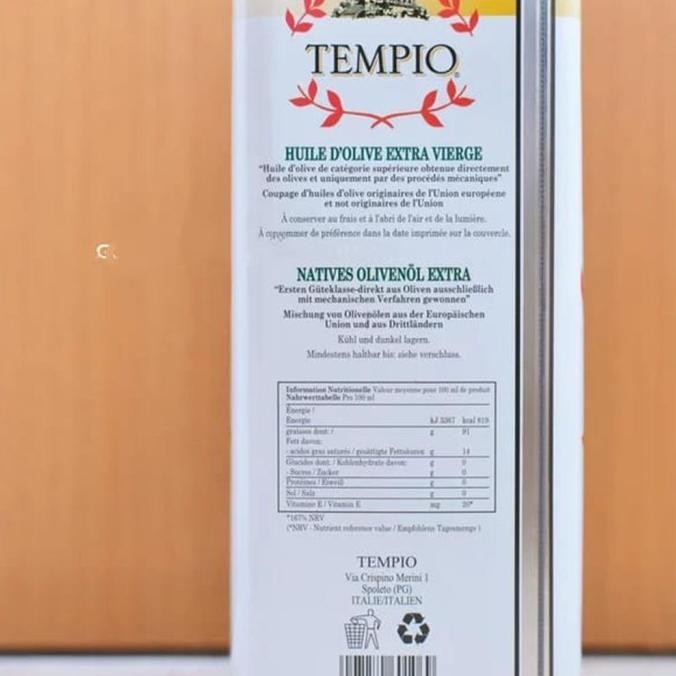 TEMPIO
HUILE D'OLIVE EXTRA VIERGE
"Huile d'olive de catégorie supérieure obtenue directement
des olives et uniquement par des procédés mécaniques"
Coupage d'huiles d'olive originaires de l'Union européene
et not originaires de l'Union
À conserver au frais et à l'abri de l'air et de la lumière.
À consommer de préférence dans la date imprimée sur la couvercle.
NATIVES OLIVENÖL EXTRA
"Ersten Güteklasse-direkt aus Oliven ausschließlich
mit mechanischen Verfahren gewonnen"
Mischung von Olivenölen aus der Europäischen
Union und aus Drittländern
Kühl und dunkel lagern.
Mindestens haltbar bis: siehe verschluss.
Information Nutritionelle Valeur moyenne pour 100 ml de produit
Nahrwerttabelle Pro 100 ml
Énergie /
Energie kJ 3367 kcal 819
graisses dont: / g 91
Fett davon:
-acides gras saturés / gesättigte Fettsäuren g 14
Glucides dont: / Kohlenhydrate davon: g 0
- Sucres / Zucker g 0
Protéines / Eiweiß g 0
Sel / Salz g 0
Vitamine E / Vitamin E mg 20*
*167% NRV
(*NRV - Nutrient reference value / Empfohlene Tagesmenge )
TEMPIO
Via Crispino Merini 1
Spoleto (PG)
ITALIE/ITALIEN